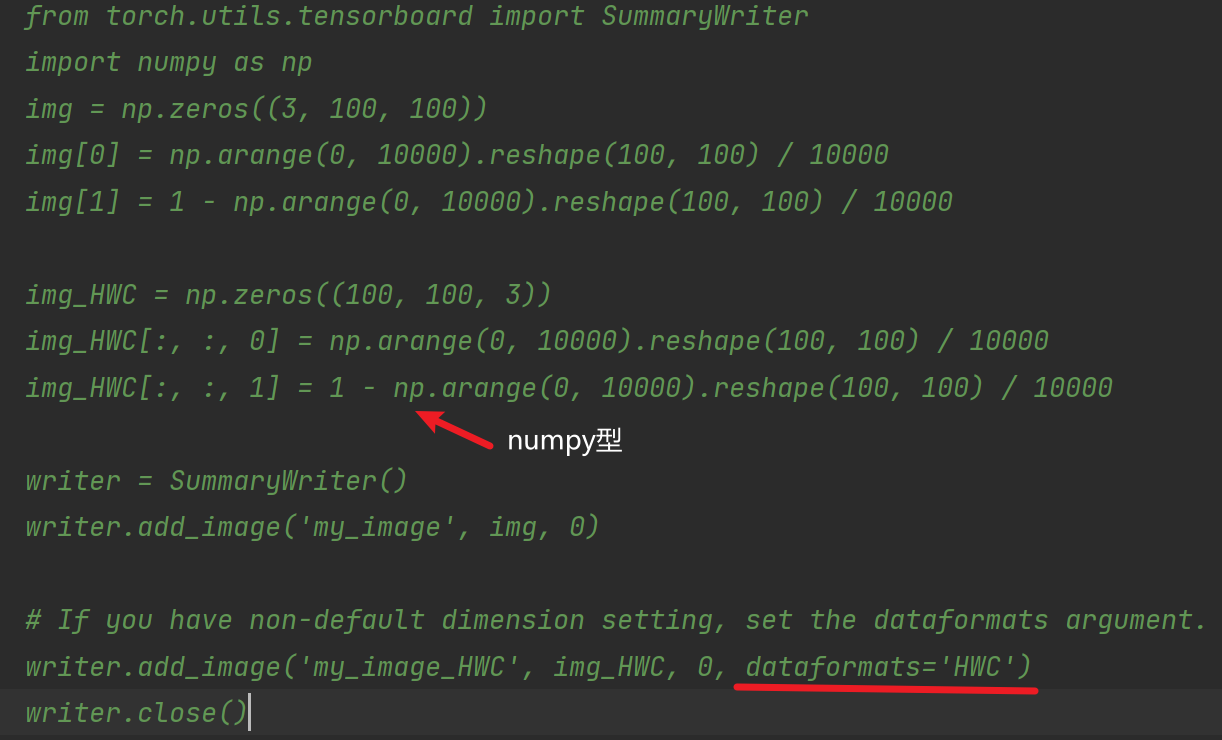 from torch.utils.tensorboard import SummaryWriter
import numpy as np
img = np.zeros((3, 100, 100))
img[0] = np.arange(0, 10000).reshape(100, 100) / 10000
img[1] = 1 - np.arange(0, 10000).reshape(100, 100) / 10000
img_HWC = np.zeros((100, 100, 3))
img_HWC[:, :, 0] = np.arange(0, 10000).reshape(100, 100) / 10000
img_HWC[:, :, 1] = 1 - np.arange(0, 10000).reshape(100, 100) / 10000
numpy型
writer = SummaryWriter()
writer.add_image('my_image', img, 0)
# If you have non-default dimension setting, set the dataformats argument.
writer.add_image('my_image_HWC', img_HWC, 0, dataformats='HWC')
writer.close()